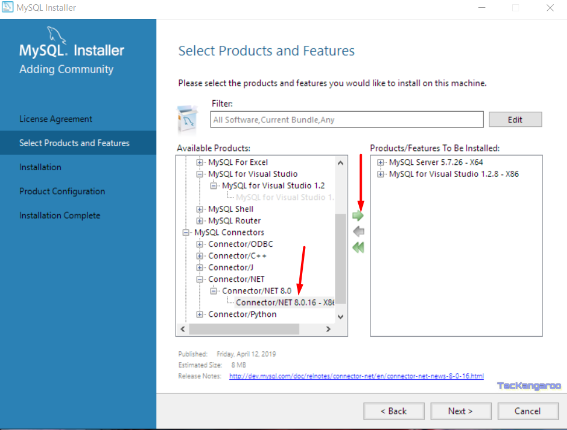 MySQL Installer
MySQL. Installer
Adding Community
License Agreement
Select Products and Features
Installation
Product Configuration
Installation Complete
Select Products and Features
Please select the products and features you would like to install on this machine.
Filter:
All Software,Current Bundle,Any
Edit
Available Products:
MySQL For Excel
MySQL for Visual Studio
MySQL for Visual Studio 1.2
MySQL for Visual Studio 1.
MySQL Shell
MySQL Router
MySQL Connectors
Connector/ODBC
Connector/C++
Connector/J
Connector/NET
Connector/NET 8.0
Connector/NET 8.0.16 - X86
Connector/Python
Products/Features To Be Installed:
MySQL Server 5.7.26 - X64
MySQL for Visual Studio 1.2.8 - X86
Published: Friday, April 12, 2019
Estimated Size: 8 MB
Release Notes: http://dev.mysql.com/doc/relnotes/connector-net/en/connector-net-news-8-0-16.html
TecKangaroo
< Back
Next >
Cancel